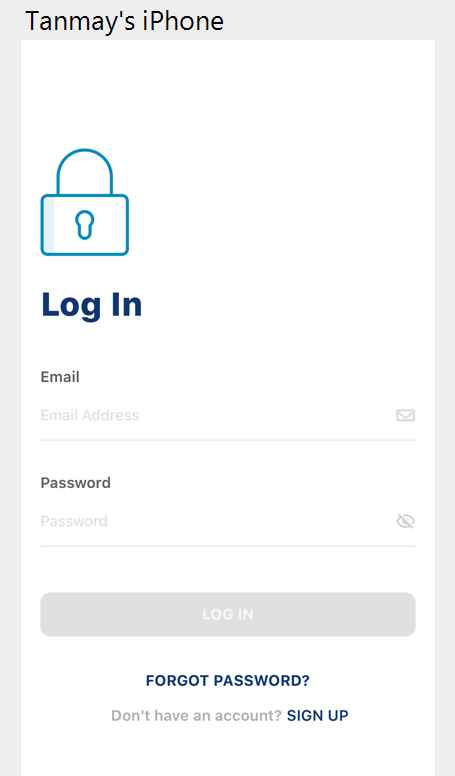 Tanmay's iPhone
Log In
Email
Email Address
Password
Password
LOG IN
FORGOT PASSWORD?
Don't have an account? SIGN UP